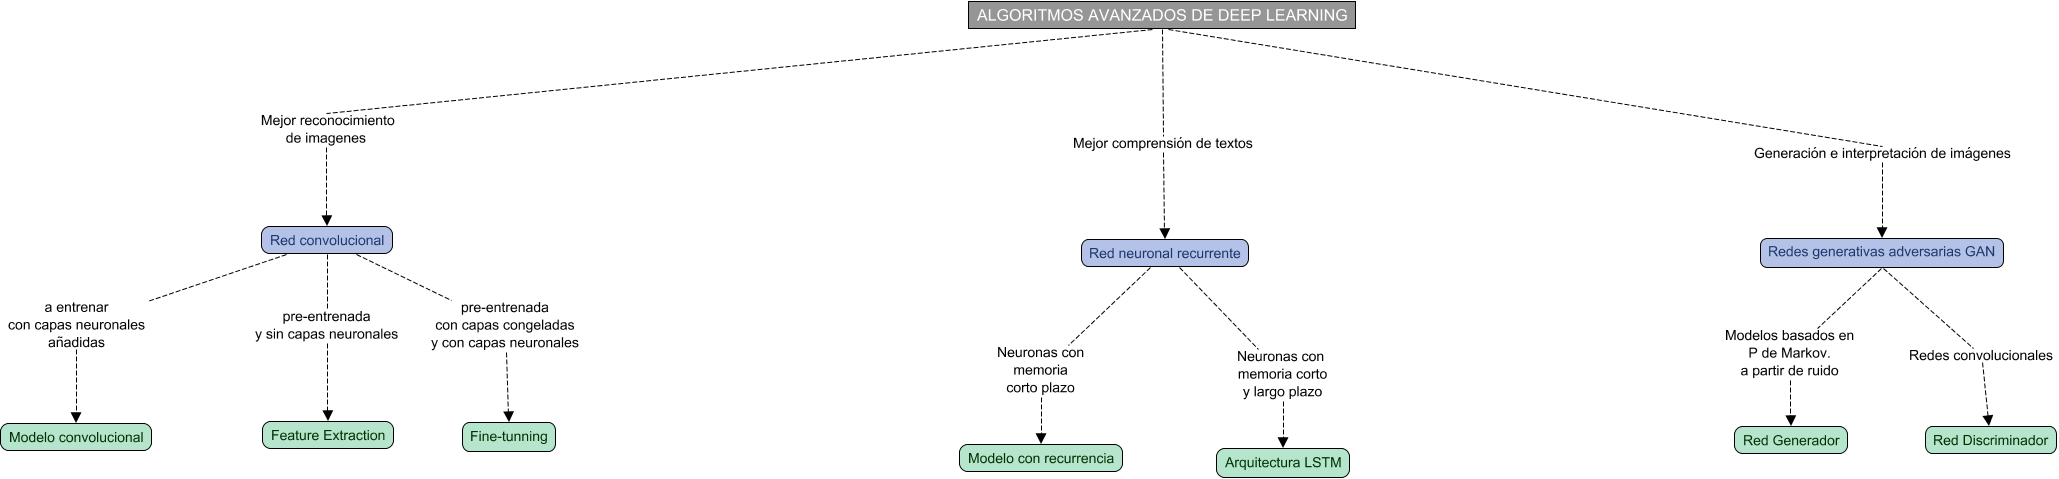 ALGORITMOS AVANZADOS DE DEEP LEARNING
Mejor reconocimiento
de imagenes
Mejor comprensión de textos
Generación e interpretación de imágenes
Red convolucional
Red neuronal recurrente
Redes generativas adversarias GAN
a entrenar
con capas neuronales
añadidas
pre-entrenada
y sin capas neuronales
pre-entrenada
con capas congeladas
y con capas neuronales
Neuronas con
memoria
corto plazo
Neuronas con
memoria corto
y largo plazo
Modelos basados en
P de Markov.
a partir de ruido
Redes convolucionales
Modelo convolucional
Feature Extraction
Fine-tunning
Modelo con recurrencia
Arquitectura LSTM
Red Generador
Red Discriminador